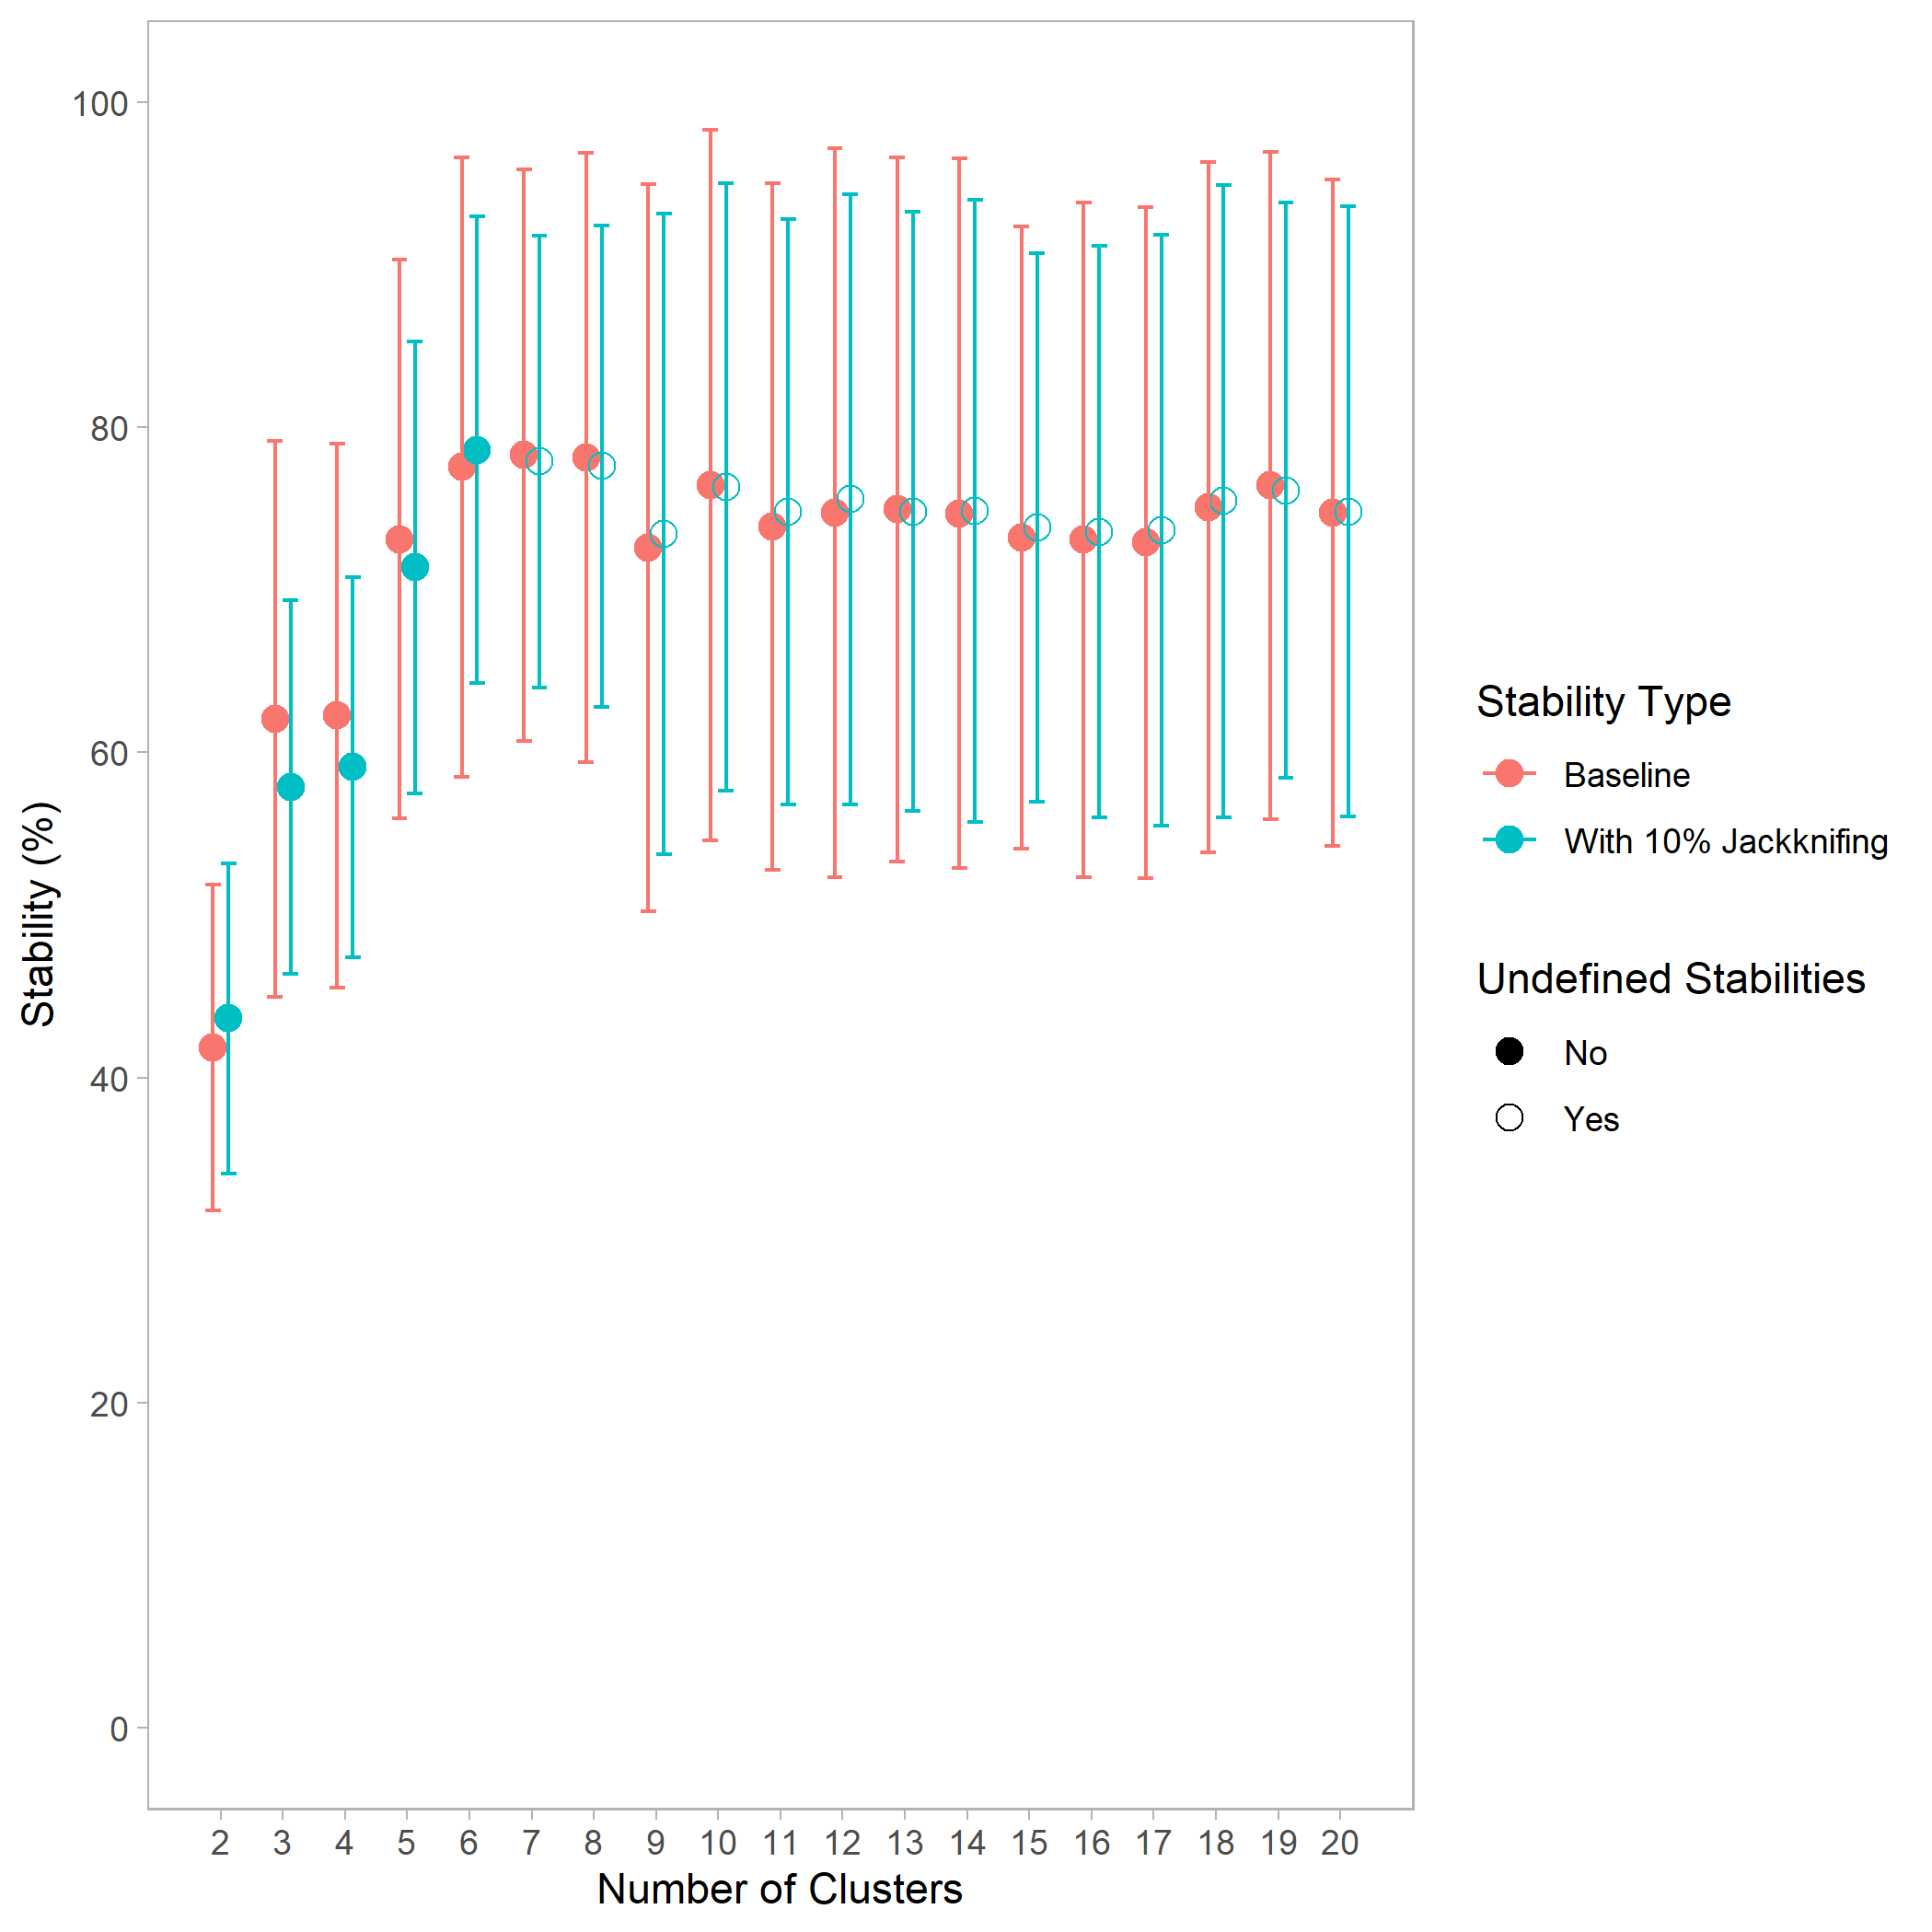 100
80
60
40
20
0
Stability (%)
2 3 4 5 6 7 8 9 10 11 12 13 14 15 16 17 18 19 20
Number of Clusters
Stability Type
Baseline
With 10% Jackknifing
Undefined Stabilities
No
Yes